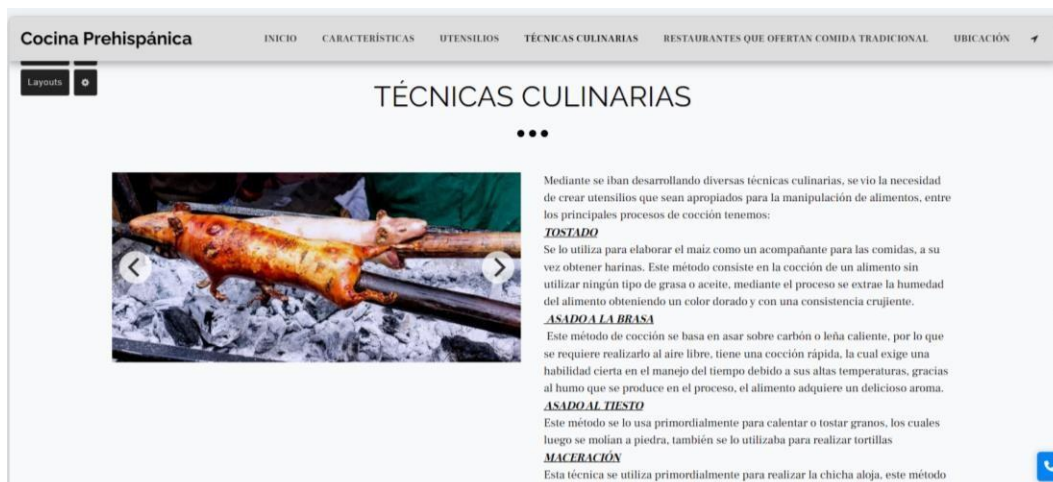 Cocina Prehispánica
INICIO CARACTERÍSTICAS UTENSILIOS TÉCNICAS CULINARIAS RESTAURANTES QUE OFERTAN COMIDA TRADICIONAL UBICACIÓN
Layouts
TÉCNICAS CULINARIAS
Mediante se iban desarrollando diversas técnicas culinarias, se vio la necesidad
de crear utensilios que sean apropiados para la manipulación de alimentos, entre
los principales procesos de cocción tenemos:
TOSTADO
Se lo utiliza para elaborar el maiz como un acompañante para las comidas, a su
vez obtener harinas. Este método consiste en la cocción de un alimento sin
utilizar ningún tipo de grasa o aceite, mediante el proceso se extrae la humedad
del alimento obteniendo un color dorado y con una consistencia crujiente.
ASADO A LA BRASA
Este método de cocción se basa en asar sobre carbón o leña caliente, por lo que
se requiere realizarlo al aire libre, tiene una cocción rápida, la cual exige una
habilidad cierta en el manejo del tiempo debido a sus altas temperaturas, gracias
al humo que se produce en el proceso, el alimento adquiere un delicioso aroma.
ASADO AL TIESTO
Este método se lo usa primordialmente para calentar o tostar granos, los cuales
luego se molían a piedra, también se lo utilizaba para realizar tortillas
MACERACIÓN
Esta técnica se utiliza primordialmente para realizar la chicha aloja, este método